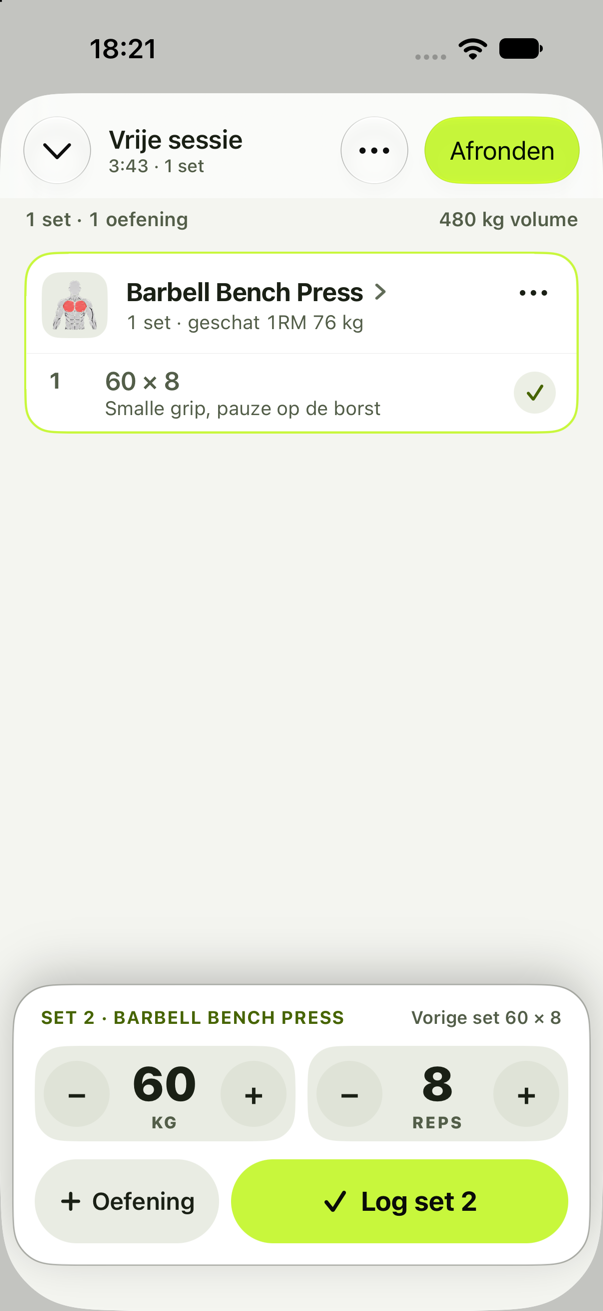 18:21
Vrije sessie
Afronden
3:43 · 1 set
1 set · 1 oefening
480 kg volume
Barbell Bench Press
1 set · geschat 1RM 76 kg
1
60 × 8
Smalle grip, pauze op de borst
SET 2 · BARBELL BENCH PRESS
Vorige set 60 × 8
− 60 +
KG
− 8 +
REPS
+ Oefening
✓ Log set 2